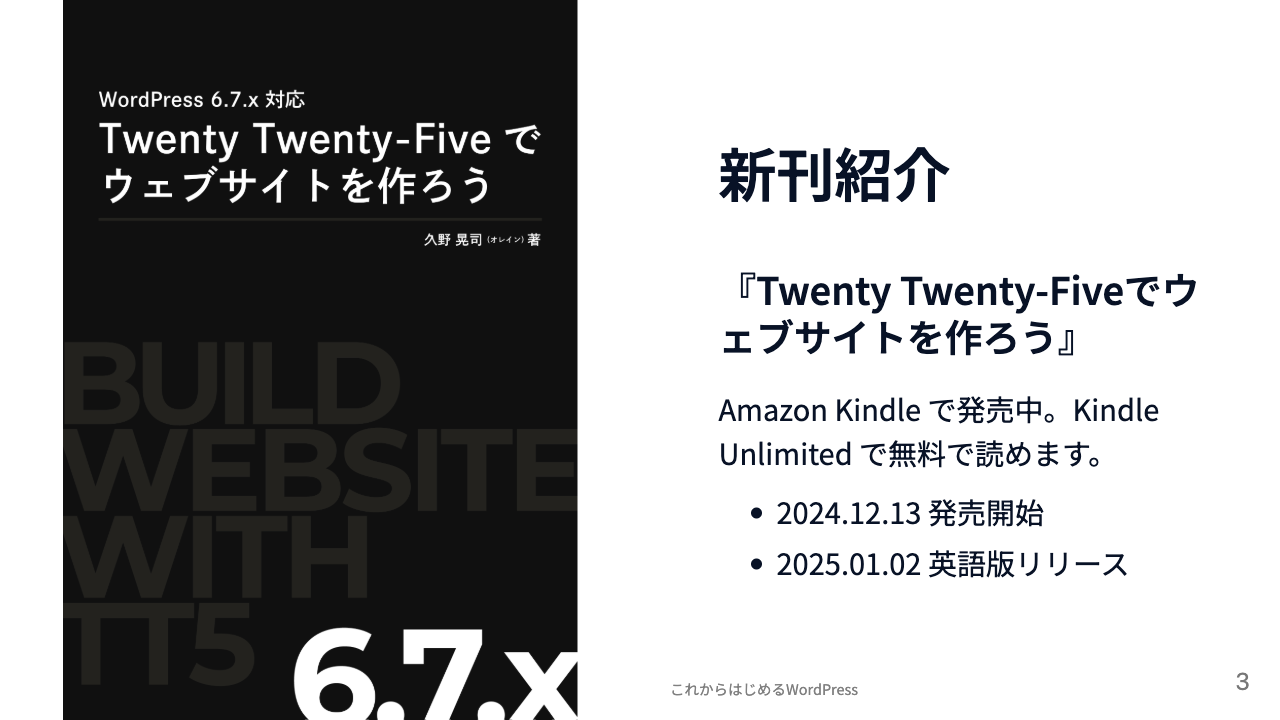 WordPress 6.7.x 対応
Twenty Twenty-Five で
ウェブサイトを作ろう
久野 晃司 (オレイン) 著
BUILD
WEBSITE
WITH
TT5
6.7.x
新刊紹介
『Twenty Twenty-Fiveでウ
ェブサイトを作ろう』
Amazon Kindle で発売中。Kindle
Unlimited で無料で読めます。
• 2024.12.13 発売開始
• 2025.01.02 英語版リリース
これからはじめるWordPress
3